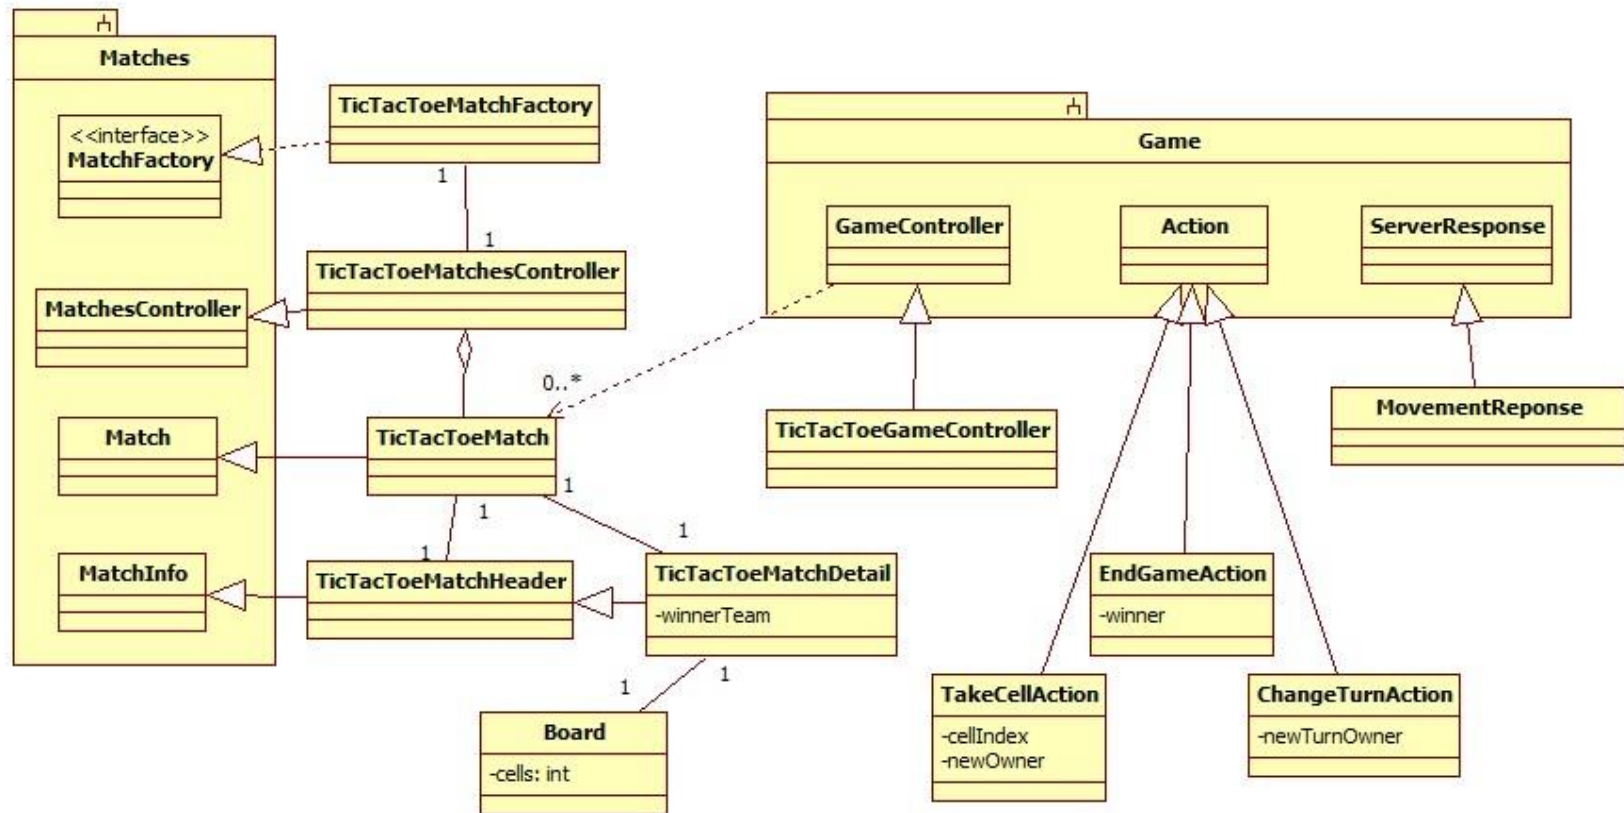 Matches
<<interface>>
MatchFactory
MatchesController
Match
MatchInfo
TicTacToeMatchFactory
1
1
TicTacToeMatchesController
0..*
TicTacToeMatch
1
1
1
1
TicTacToeMatchHeader
TicTacToeMatchDetail
-winnerTeam
1
1
Board
-cells: int
Game
GameController
Action
ServerResponse
TicTacToeGameController
MovementReponse
EndGameAction
-winner
TakeCellAction
-cellIndex
-newOwner
ChangeTurnAction
-newTurnOwner